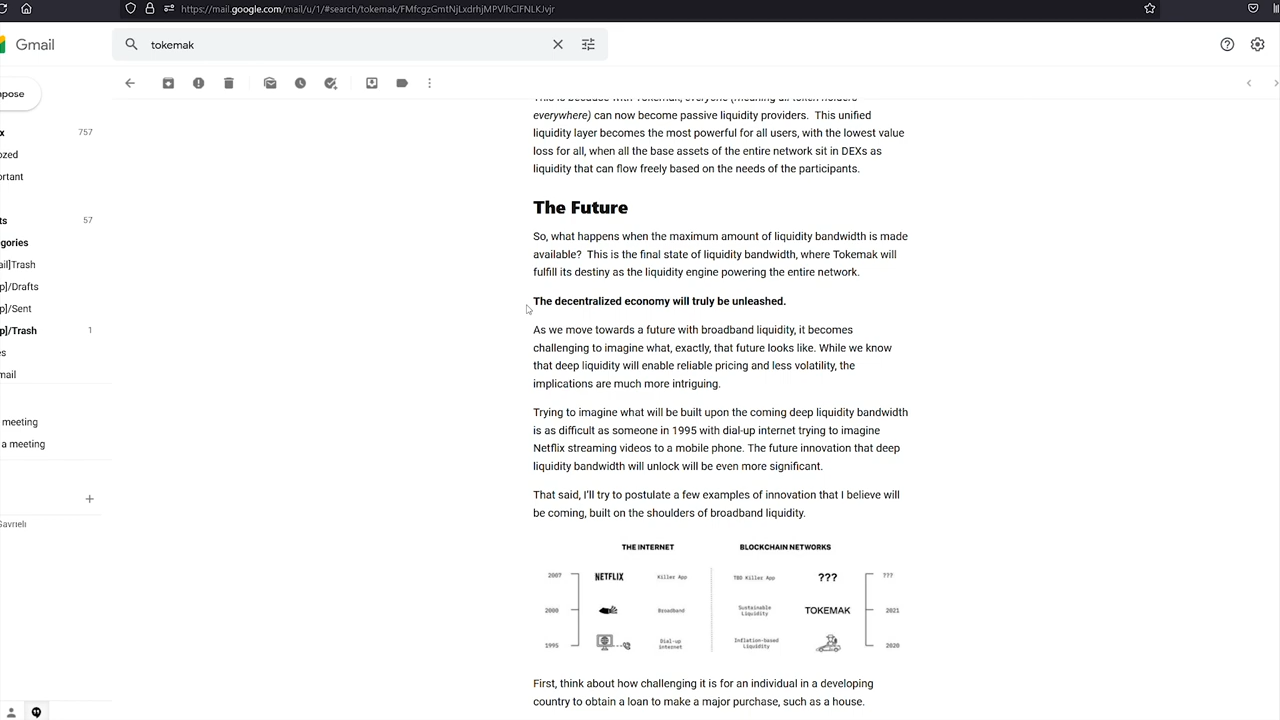 https://mail.google.com/mail/u/1/#search/tokemak/FMfcgzGmtNjLxdrhjMPVlhClFNLKJvjr
Gmail
tokemak
pose
x 757
ozed
ortant
ts 57
gories
ail]Trash
p]/Drafts
p]/Sent
p]/Trash 1
es
mail
meeting
a meeting
Gavrieli
This is because with Tokemak, everyone (meaning all token holders
everywhere) can now become passive liquidity providers. This unified
liquidity layer becomes the most powerful for all users, with the lowest value
loss for all, when all the base assets of the entire network sit in DEXs as
liquidity that can flow freely based on the needs of the participants.
The Future
So, what happens when the maximum amount of liquidity bandwidth is made
available? This is the final state of liquidity bandwidth, where Tokemak will
fulfill its destiny as the liquidity engine powering the entire network.
The decentralized economy will truly be unleashed.
As we move towards a future with broadband liquidity, it becomes
challenging to imagine what, exactly, that future looks like. While we know
that deep liquidity will enable reliable pricing and less volatility, the
implications are much more intriguing.
Trying to imagine what will be built upon the coming deep liquidity bandwidth
is as difficult as someone in 1995 with dial-up internet trying to imagine
Netflix streaming videos to a mobile phone. The future innovation that deep
liquidity bandwidth will unlock will be even more significant.
That said, I'll try to postulate a few examples of innovation that I believe will
be coming, built on the shoulders of broadband liquidity.
THE INTERNET BLOCKCHAIN NETWORKS
2007 NETFLIX Killer App TBD Killer App ??? ???
2000 Broadband Sustainable Liquidity TOKEMAK 2021
1995 Dial-up internet Inflation-based Liquidity 2020
First, think about how challenging it is for an individual in a developing
country to obtain a loan to make a major purchase, such as a house.